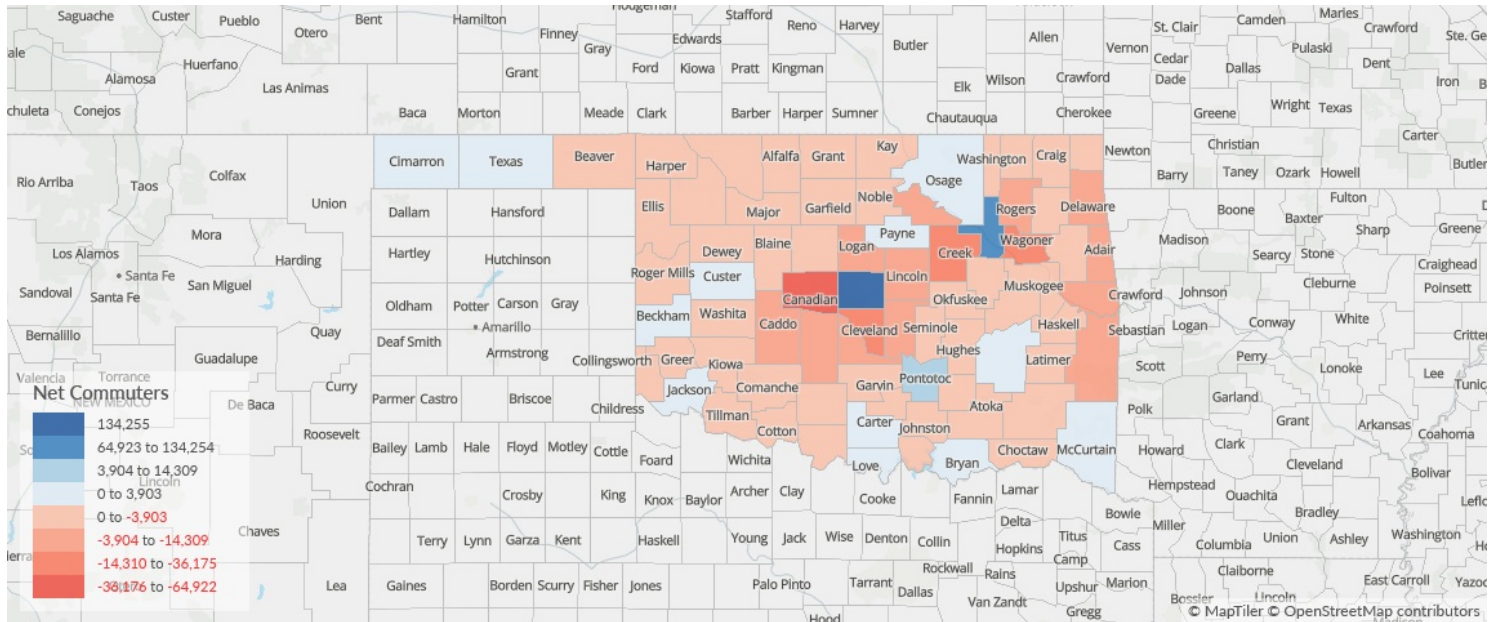 Saguache
Custer
Pueblo
Bent
Hamilton
Hodgeman
Stafford
Reno
Harvey
Butler
Allen
Vernon
St. Clair
Camden
Maries
Crawford
Otero
Finney
Gray
Edwards
Cedar
Pulaski
Dent
Alamosa
Huerfano
Las Animas
Grant
Ford
Kiowa
Pratt
Kingman
Elk
Wilson
Crawford
Dade
Dallas
Iron
Conejos
Baca
Morton
Meade
Clark
Barber
Harper
Sumner
Chautauqua
Cherokee
Greene
Wright
Texas
Carter
Cimarron
Texas
Beaver
Harper
Alfalfa
Grant
Kay
Osage
Washington
Craig
Newton
Christian
Barry
Taney
Ozark
Howell
Butler
Rio Arriba
Taos
Colfax
Union
Dallam
Hansford
Ellis
Major
Garfield
Noble
Rogers
Delaware
Boone
Baxter
Fulton
Sharp
Greene
Los Alamos
Mora
Harding
Hartley
Hutchinson
Dewey
Blaine
Logan
Payne
Creek
Wagoner
Adair
Madison
Searcy
Stone
Craighead
Santa Fe
Sandoval
Santa Fe
San Miguel
Roger Mills
Custer
Lincoln
Muskogee
Crawford
Johnson
Cleburne
Poinsett
Oldham
Potter
Carson
Gray
Canadian
Okfuskee
Bernalillo
Quay
Amarillo
Beckham
Washita
Caddo
Cleveland
Seminole
Haskell
Sebastian
Logan
Conway
White
Guadalupe
Deaf Smith
Armstrong
Collingsworth
Greer
Kiowa
Hughes
Latimer
Scott
Perry
Lonoke
Lee
Valencia
Torrance
Curry
Parmer
Castro
Briscoe
Childress
Jackson
Comanche
Garvin
Pontotoc
Polk
Garland
Net Commuters
NEW MEXICO
De Baca
Tillman
Cotton
Carter
Johnston
Atoka
Choctaw
McCurtain
Grant
Arkansas
Coahoma
134,255
64,923 to 134,254
3,904 to 14,309
0 to 3,903
0 to -3,903
-3,904 to -14,309
-14,310 to -36,175
-36,176 to -64,922
Lincoln
Roosevelt
Bailey
Lamb
Hale
Floyd
Motley
Cottle
Foard
Wichita
Love
Bryan
Howard
Clark
Cleveland
Bolivar
Cochran
Crosby
King
Knox
Baylor
Archer
Clay
Cooke
Fannin
Lamar
Hempstead
Ouachita
Chaves
Terry
Lynn
Garza
Kent
Haskell
Young
Jack
Wise
Denton
Collin
Delta
Hopkins
Titus
Camp
Bowie
Cass
Miller
Bradley
Columbia
Union
Ashley
Washington
Lea
Gaines
Borden
Scurry
Fisher
Jones
Palo Pinto
Tarrant
Dallas
Rockwall
Rains
Van Zandt
Upshur
Gregg
Marion
Claiborne
Bossier
Lincoln
East Carroll
Yazoo
Hood
Madison
© MapTiler © OpenStreetMap contributors